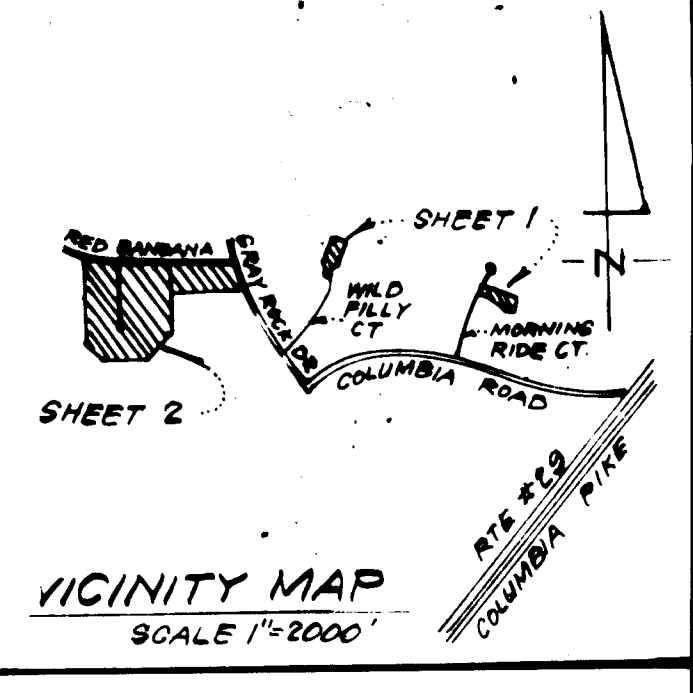 SHEET 1
RED BANDANA
GRAY ROCK DR
N
WILD
FILLY
CT
MORNING
RIDE CT.
COLUMBIA ROAD
SHEET 2
RTE #29
COLUMBIA PIKE
VICINITY MAP
SCALE 1"=2000'